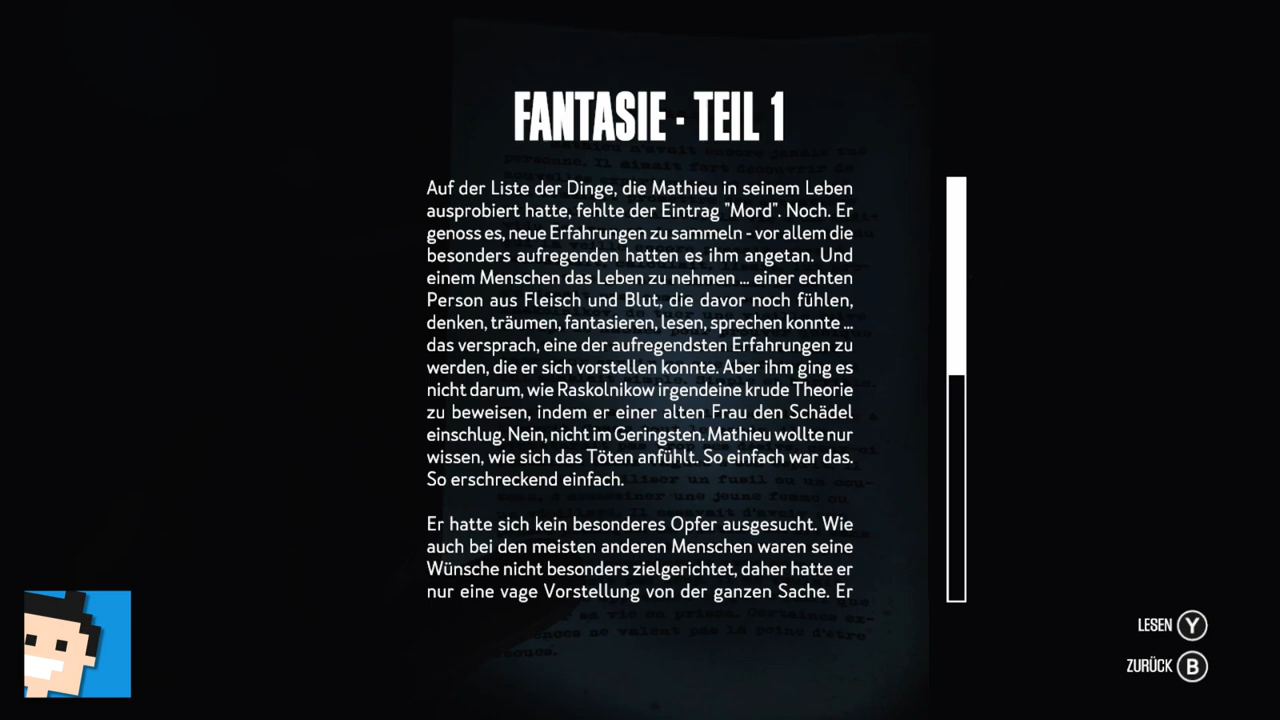 FANTASIE · TEIL 1
Auf der Liste der Dinge, die Mathieu in seinem Leben
ausprobiert hatte, fehlte der Eintrag "Mord". Noch. Er
genoss es, neue Erfahrungen zu sammeln - vor allem die
besonders aufregenden hatten es ihm angetan. Und
einem Menschen das Leben zu nehmen ... einer echten
Person aus Fleisch und Blut, die davor noch fühlen,
denken, träumen, fantasieren, lesen, sprechen konnte ...
das versprach, eine der aufregendsten Erfahrungen zu
werden, die er sich vorstellen konnte. Aber ihm ging es
nicht darum, wie Raskolnikow irgendeine krude Theorie
zu beweisen, indem er einer alten Frau den Schädel
einschlug. Nein, nicht im Geringsten. Mathieu wollte nur
wissen, wie sich das Töten anfühlt. So einfach war das.
So erschreckend einfach.
Er hatte sich kein besonderes Opfer ausgesucht. Wie
auch bei den meisten anderen Menschen waren seine
Wünsche nicht besonders zielgerichtet, daher hatte er
nur eine vage Vorstellung von der ganzen Sache. Er
LESEN Y
ZURÜCK B